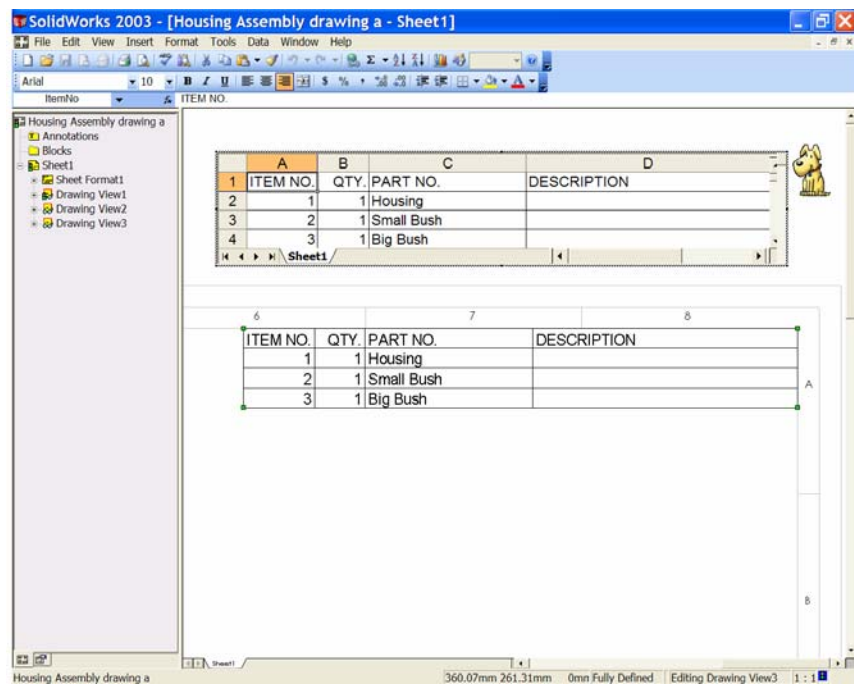 SolidWorks 2003 - [Housing Assembly drawing a - Sheet1]
File Edit View Insert Format Tools Data Window Help
Arial 10 B I U $ % , A
ItemNo fx ITEM NO.
Housing Assembly drawing a
Annotations
Blocks
Sheet1
Sheet Format1
Drawing View1
Drawing View2
Drawing View3
A B C D
1 ITEM NO. QTY. PART NO. DESCRIPTION
2 1 1 Housing
3 2 1 Small Bush
4 3 1 Big Bush
Sheet1
6 7 8
ITEM NO. QTY. PART NO. DESCRIPTION
1 1 Housing
2 1 Small Bush
3 1 Big Bush
A
B
Sheet1
Housing Assembly drawing a 360.07mm 261.31mm 0mn Fully Defined Editing Drawing View3 1 : 1